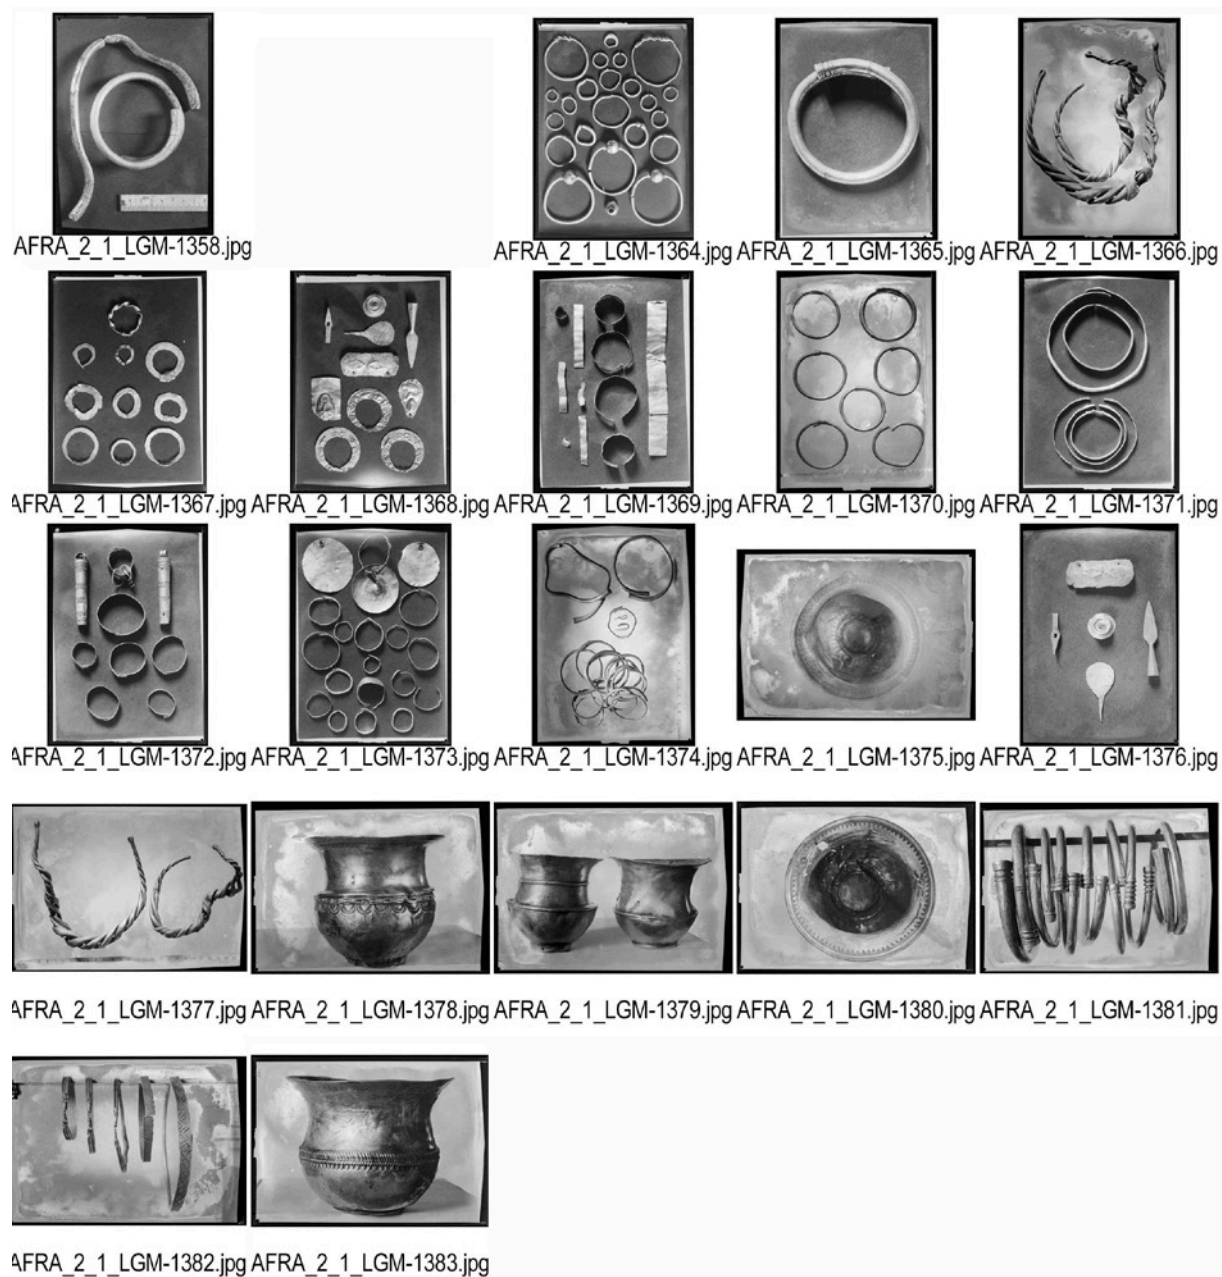 AFRA_2_1_LGM-1358.jpg
AFRA_2_1_LGM-1364.jpg
AFRA_2_1_LGM-1365.jpg
AFRA_2_1_LGM-1366.jpg
AFRA_2_1_LGM-1367.jpg
AFRA_2_1_LGM-1368.jpg
AFRA_2_1_LGM-1369.jpg
AFRA_2_1_LGM-1370.jpg
AFRA_2_1_LGM-1371.jpg
AFRA_2_1_LGM-1372.jpg
AFRA_2_1_LGM-1373.jpg
AFRA_2_1_LGM-1374.jpg
AFRA_2_1_LGM-1375.jpg
AFRA_2_1_LGM-1376.jpg
AFRA_2_1_LGM-1377.jpg
AFRA_2_1_LGM-1378.jpg
AFRA_2_1_LGM-1379.jpg
AFRA_2_1_LGM-1380.jpg
AFRA_2_1_LGM-1381.jpg
AFRA_2_1_LGM-1382.jpg
AFRA_2_1_LGM-1383.jpg